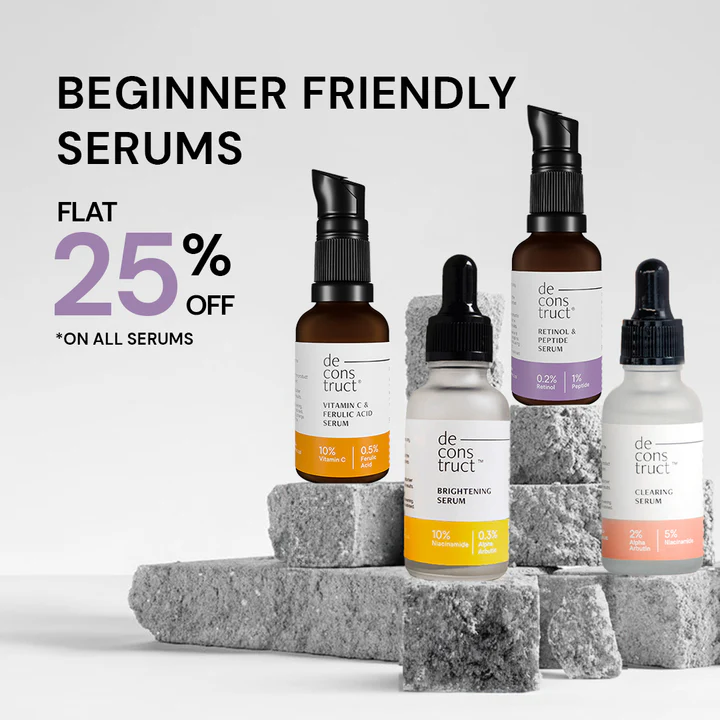 BEGINNER FRIENDLY
SERUMS
FLAT
25%
OFF
*ON ALL SERUMS
de
cons
truct®
VITAMIN C &
FERULIC ACID
SERUM
10%
Vitamin C
0.5%
Ferulic
Acid
de
cons
truct™
BRIGHTENING
SERUM
10%
Niacinamide
0.3%
Alpha
Arbutin
de
cons
truct®
RETINOL &
PEPTIDE
SERUM
0.2%
Retinol
1%
Peptide
de
cons
truct™
CLEARING
SERUM
2%
Alpha
Arbutin
5%
Niacinamide